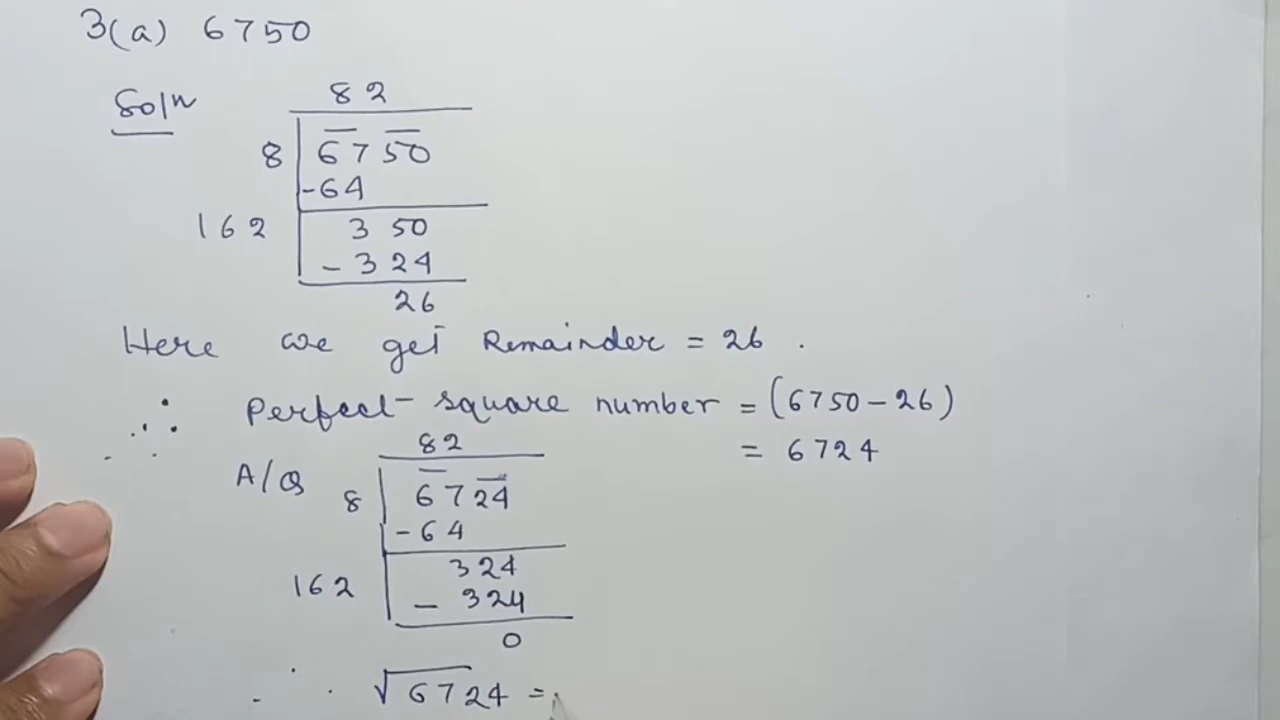 3(a) 6750
Soln
82
8 6750
-64
162 350
- 324
26
Here we get Remainder = 26 .
∴ Perfect-square number = (6750-26)
= 6724
82
A/Q 8 6724
-64
162 324
- 324
0
∴ √6724 =